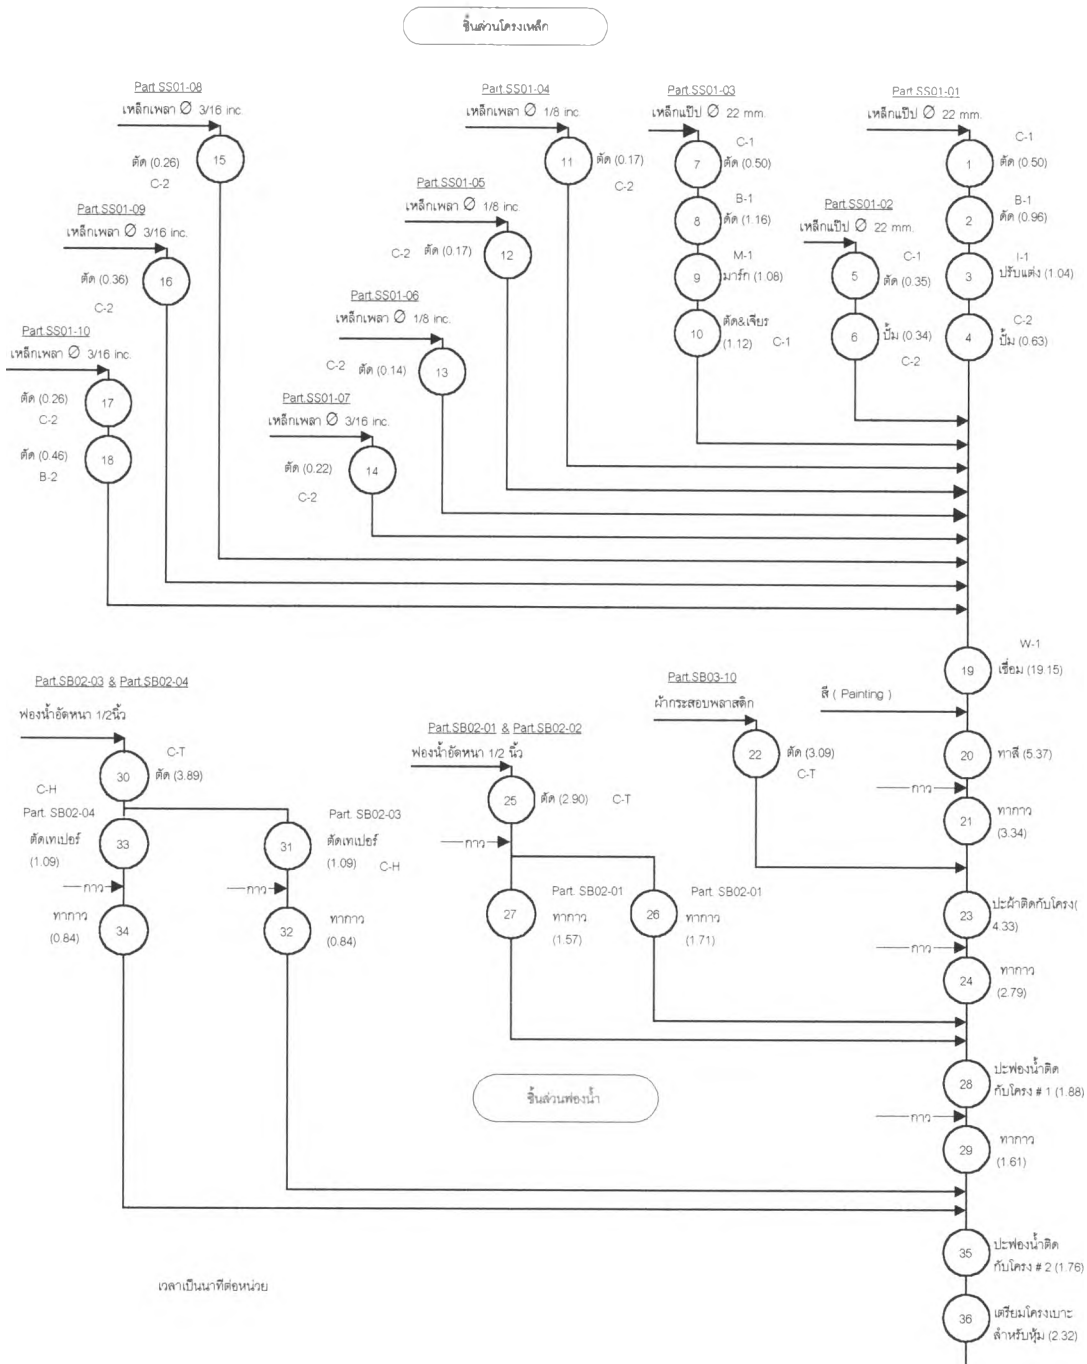 ชิ้นส่วนโครงเหล็ก
Part.SS01-08
เหล็กเพลา Ø 3/16 inc.
15
ตัด (0.26)
C-2
Part.SS01-04
เหล็กเพลา Ø 1/8 inc.
11
ตัด (0.17)
C-2
Part.SS01-03
เหล็กแป๊ป Ø 22 mm.
C-1
7
ตัด (0.50)
B-1
8
ดัด (1.16)
M-1
9
มาร์ก (1.08)
10
ตัด&เจียร
(1.12)
C-1
Part.SS01-01
เหล็กแป๊ป Ø 22 mm.
C-1
1
ตัด (0.50)
B-1
2
ดัด (0.96)
I-1
3
ปรับแต่ง (1.04)
C-2
4
ปั๊ม (0.63)
Part.SS01-02
เหล็กแป๊ป Ø 22 mm.
C-1
5
ตัด (0.35)
6
ปั๊ม (0.34)
C-2
Part.SS01-09
เหล็กเพลา Ø 3/16 inc.
ตัด (0.36)
16
C-2
Part.SS01-05
เหล็กเพลา Ø 1/8 inc.
C-2
ตัด (0.17)
12
Part.SS01-06
เหล็กเพลา Ø 1/8 inc.
C-2
ตัด (0.14)
13
Part.SS01-10
เหล็กเพลา Ø 3/16 inc.
ตัด (0.26)
17
C-2
ดัด (0.46)
18
B-2
Part.SS01-07
เหล็กเพลา Ø 3/16 inc.
ตัด (0.22)
14
C-2
W-1
19
เชื่อม (19.15)
สี ( Painting )
20
ทาสี (5.37)
กาว
21
ทากาว
(3.34)
Part.SB03-10
ผ้ากระสอบพลาสติก
22
ตัด (3.09)
C-T
23
ปะผ้าติดกับโครง(
4.33)
กาว
24
ทากาว
(2.79)
Part.SB02-01 & Part.SB02-02
ฟองน้ำอัดหนา 1/2 นิ้ว
25
ตัด (2.90)
C-T
กาว
Part. SB02-01
27
ทากาว
(1.57)
Part. SB02-01
26
ทากาว
(1.71)
Part.SB02-03 & Part.SB02-04
ฟองน้ำอัดหนา 1/2นิ้ว
C-T
30
ตัด (3.89)
C-H
Part. SB02-04
ตัดเทเปอร์
(1.09)
33
กาว
ทากาว
(0.84)
34
Part. SB02-03
31
ตัดเทเปอร์
(1.09)
C-H
กาว
32
ทากาว
(0.84)
ชิ้นส่วนฟองน้ำ
28
ปะฟองน้ำติด
กับโครง # 1 (1.88)
กาว
29
ทากาว
(1.61)
35
ปะฟองน้ำติด
กับโครง # 2 (1.76)
36
เตรียมโครงเบาะ
สำหรับหุ้ม (2.32)
เวลาเป็นนาทีต่อหน่วย